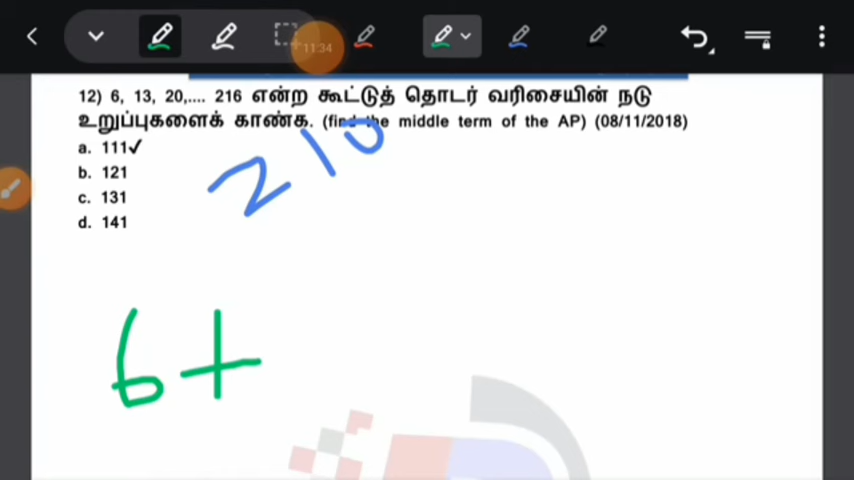 11:34
12) 6, 13, 20,.... 216 என்ற கூட்டுத் தொடர் வரிசையின் நடு
உறுப்புகளைக் காண்க. (find the middle term of the AP) (08/11/2018)
a. 111✓
b. 121
c. 131
d. 141
210
6+